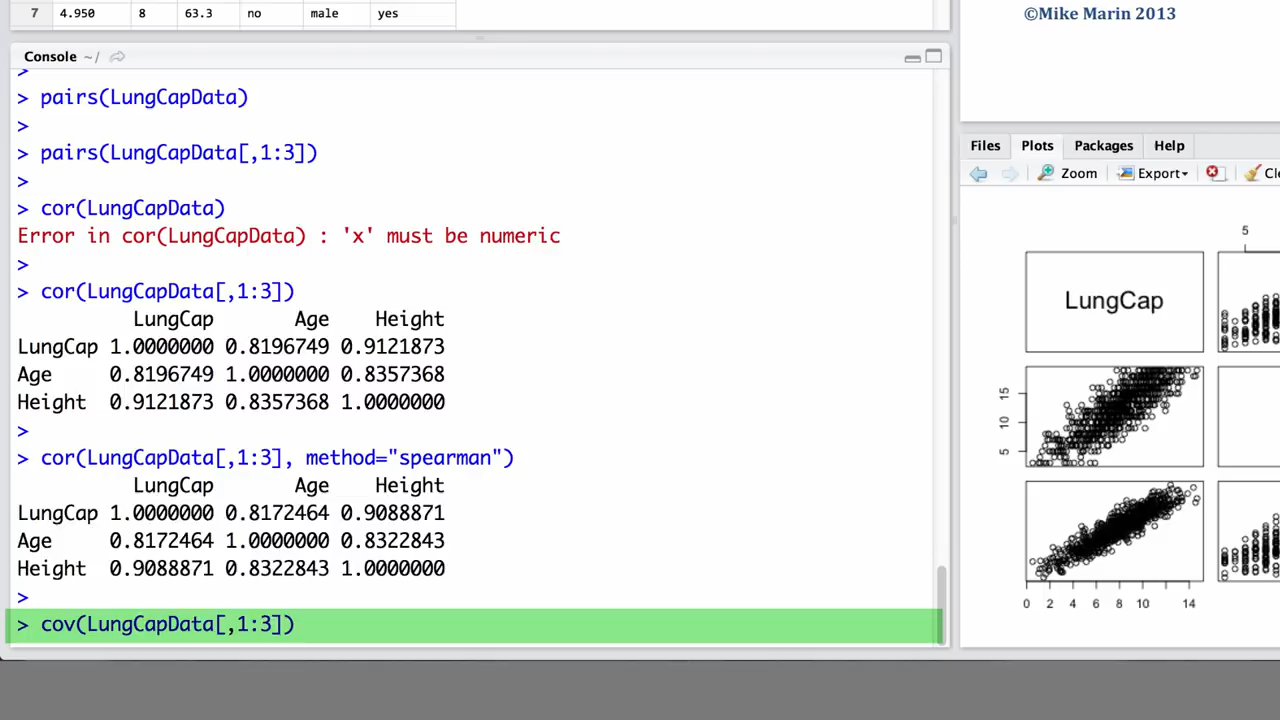 7 4.950 8 63.3 no male yes
©Mike Marin 2013
Console ~/
>
> pairs(LungCapData)
>
> pairs(LungCapData[,1:3])
>
> cor(LungCapData)
Error in cor(LungCapData) : 'x' must be numeric
>
> cor(LungCapData[,1:3])
LungCap Age Height
LungCap 1.0000000 0.8196749 0.9121873
Age 0.8196749 1.0000000 0.8357368
Height 0.9121873 0.8357368 1.0000000
>
> cor(LungCapData[,1:3], method="spearman")
LungCap Age Height
LungCap 1.0000000 0.8172464 0.9088871
Age 0.8172464 1.0000000 0.8322843
Height 0.9088871 0.8322843 1.0000000
>
> cov(LungCapData[,1:3])
Files Plots Packages Help
Zoom Export Cle
5
LungCap
15
10
5
0 2 4 6 8 10 14